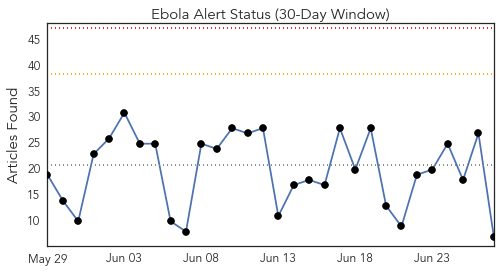 Ebola Alert Status (30-Day Window)
Articles Found
45
40
35
30
25
20
15
10
May 29 Jun 03 Jun 08 Jun 13 Jun 18 Jun 23